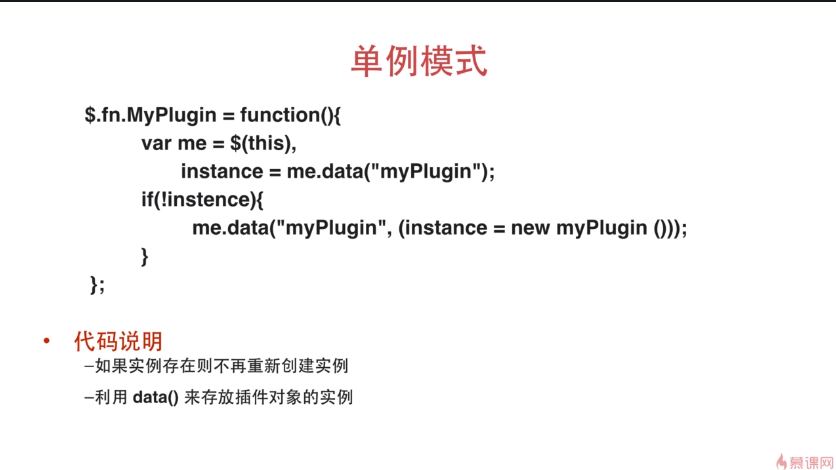 单例模式
$.fn.MyPlugin = function(){
var me = $(this),
instance = me.data("myPlugin");
if(!instence){
me.data("myPlugin", (instance = new myPlugin ()));
}
};
• 代码说明
–如果实例存在则不再重新创建实例
–利用 data() 来存放插件对象的实例
慕课网